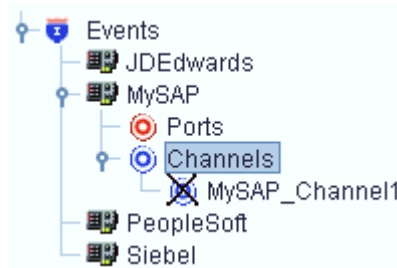 Events
JDEdwards
MySAP
Ports
Channels
MySAP_Channel1
PeopleSoft
Siebel